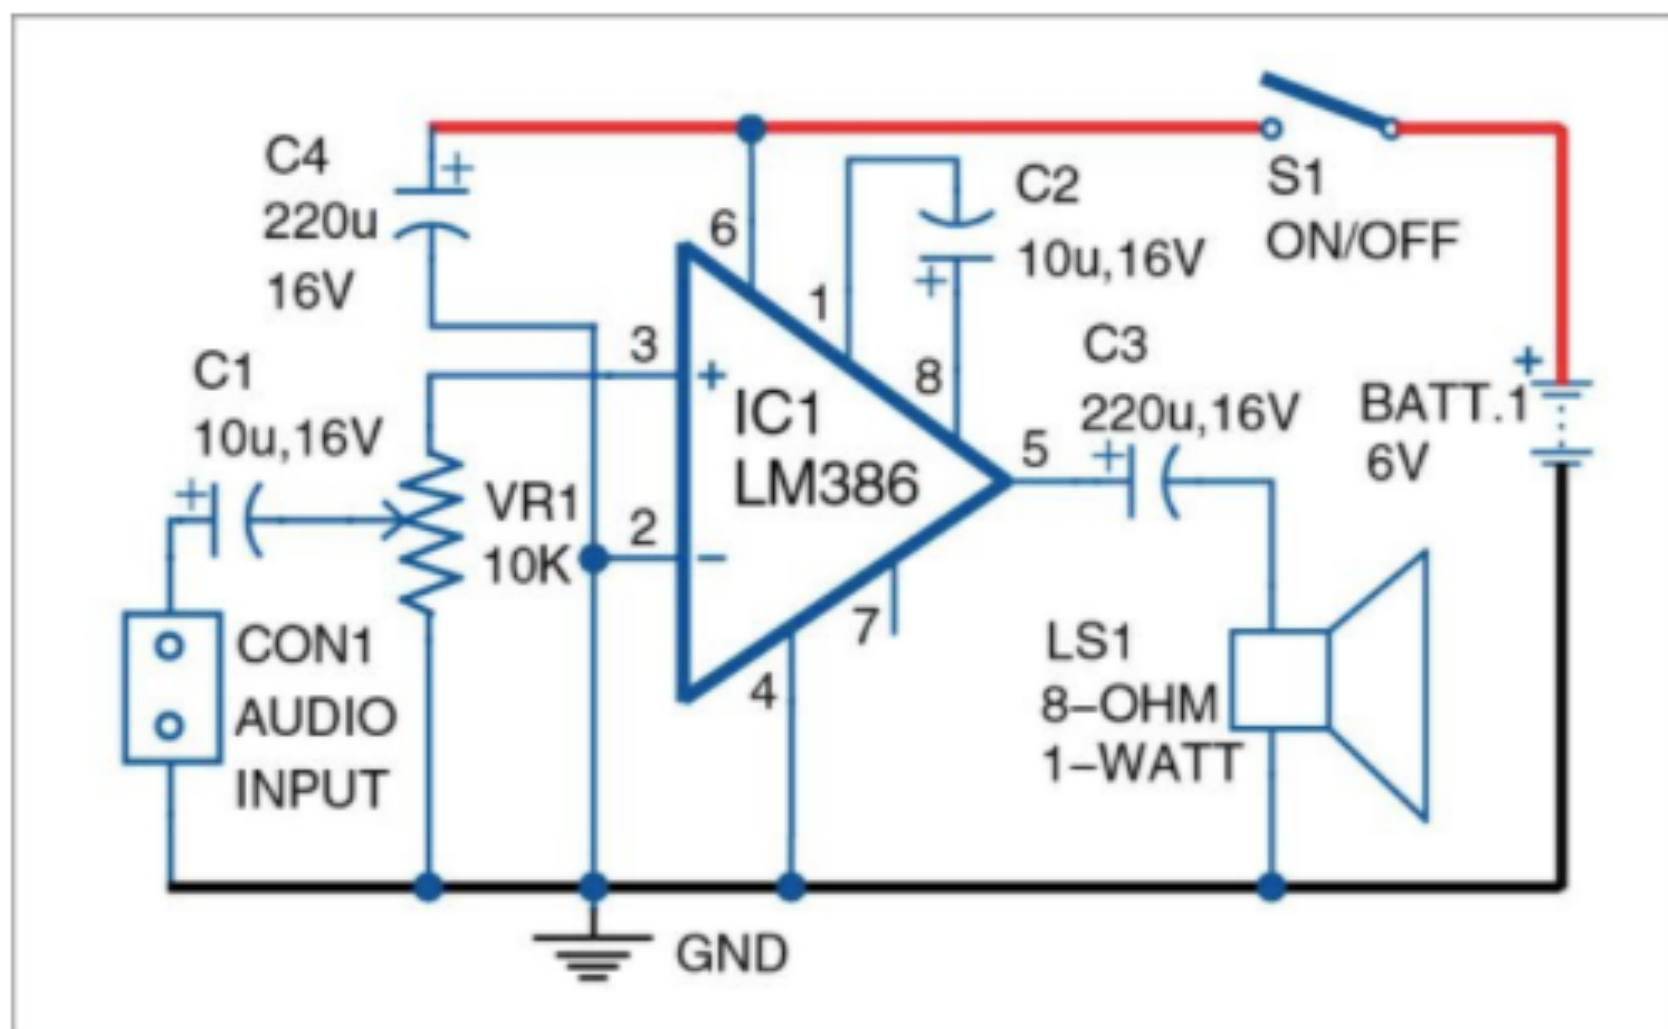 C4
220u
16V
+
6
1
C2
10u,16V
+
8
S1
ON/OFF
C1
10u,16V
+
3
+
IC1
LM386
2
–
VR1
10K
C3
220u,16V
+
5
+
BATT.1
6V
7
4
CON1
AUDIO
INPUT
LS1
8–OHM
1–WATT
GND